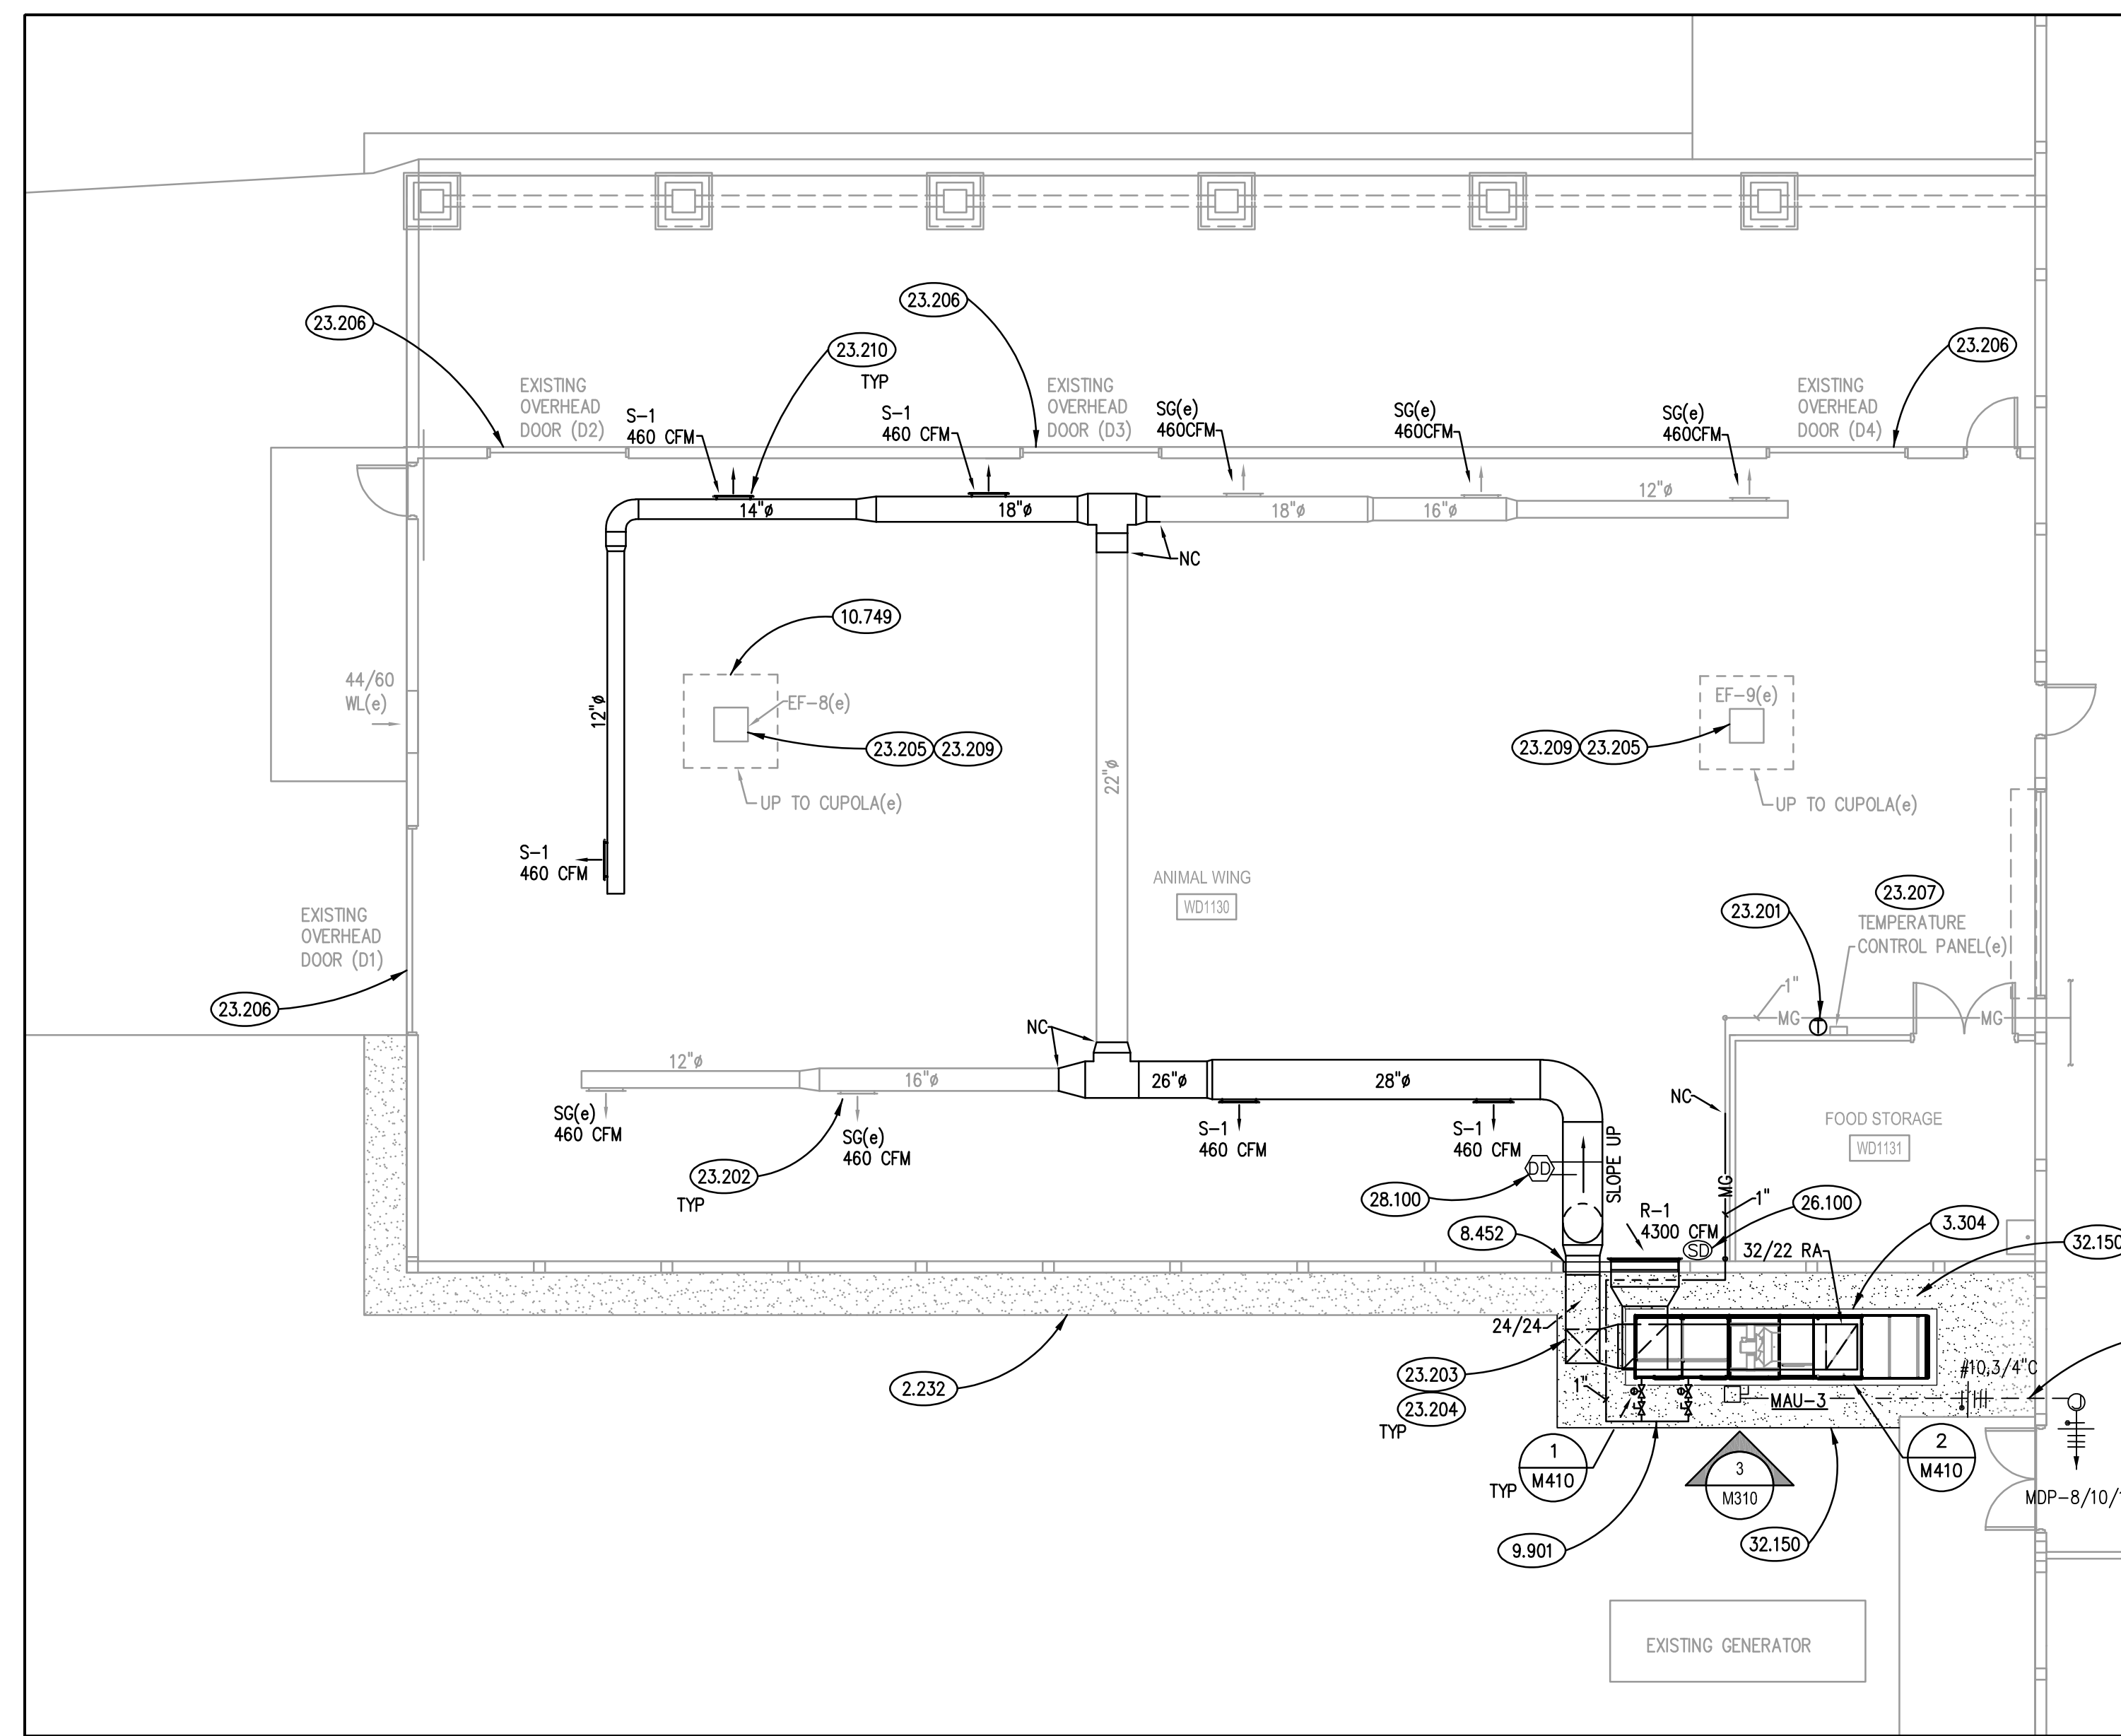 23.206
23.206
23.210
TYP
23.206
EXISTING
OVERHEAD
DOOR (D2)
S-1
460 CFM
S-1
460 CFM
EXISTING
OVERHEAD
DOOR (D3)
SG(e)
460CFM
SG(e)
460CFM
SG(e)
460CFM
EXISTING
OVERHEAD
DOOR (D4)
14"ø
18"ø
18"ø
16"ø
12"ø
NC
10.749
44/60
WL(e)
12"ø
EF-8(e)
23.205
23.209
UP TO CUPOLA(e)
22"ø
EF-9(e)
23.209
23.205
UP TO CUPOLA(e)
S-1
460 CFM
ANIMAL WING
WD1130
EXISTING
OVERHEAD
DOOR (D1)
23.206
23.201
23.207
TEMPERATURE
CONTROL PANEL(e)
1"
MG
MG
NC
12"ø
16"ø
26"ø
28"ø
SG(e)
460 CFM
SG(e)
460 CFM
23.202
TYP
S-1
460 CFM
S-1
460 CFM
SLOPE UP
DD
28.100
NC
MG
1"
FOOD STORAGE
WD1131
8.452
R-1
4300 CFM
SD
26.100
32/22 RA
3.304
32.150
24/24
23.203
23.204
TYP
1"
2.232
MAU-3
#10,3/4"C
1
M410
TYP
3
M310
2
M410
MDP-8/10/
9.901
32.150
EXISTING GENERATOR